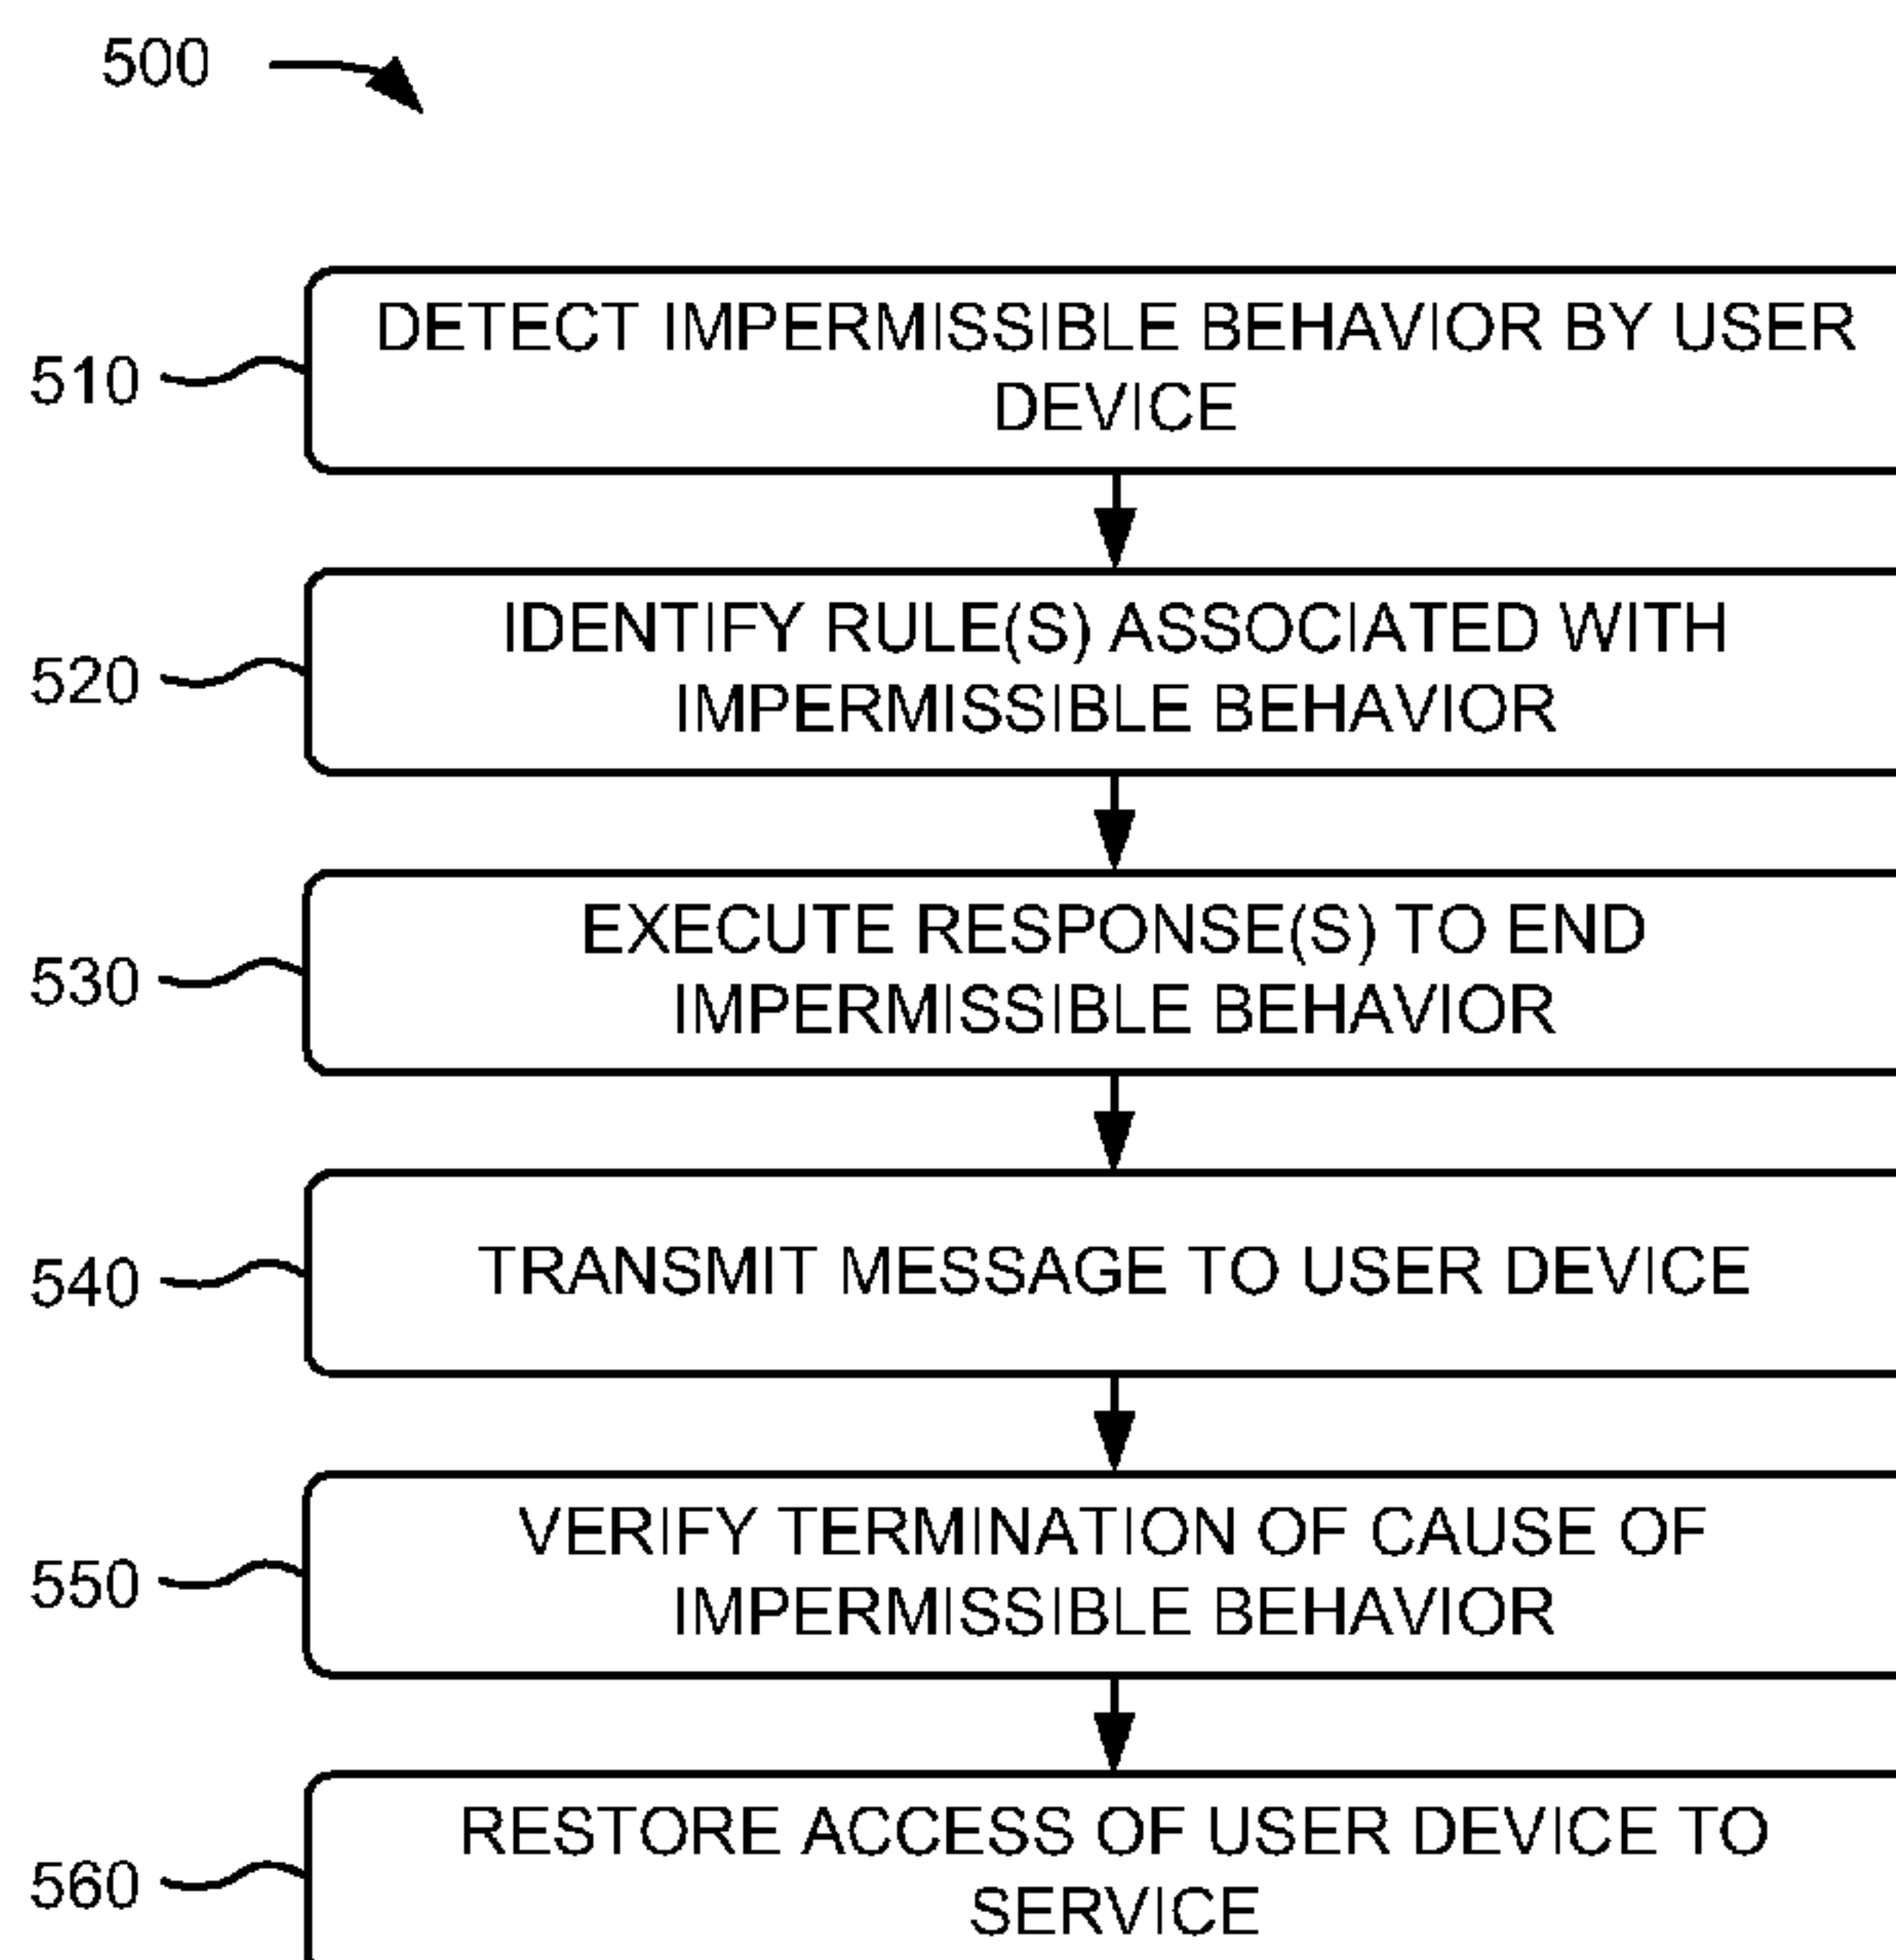 500
510
DETECT IMPERMISSIBLE BEHAVIOR BY USER
DEVICE
520
IDENTIFY RULE(S) ASSOCIATED WITH
IMPERMISSIBLE BEHAVIOR
530
EXECUTE RESPONSE(S) TO END
IMPERMISSIBLE BEHAVIOR
540
TRANSMIT MESSAGE TO USER DEVICE
550
VERIFY TERMINATION OF CAUSE OF
IMPERMISSIBLE BEHAVIOR
560
RESTORE ACCESS OF USER DEVICE TO
SERVICE